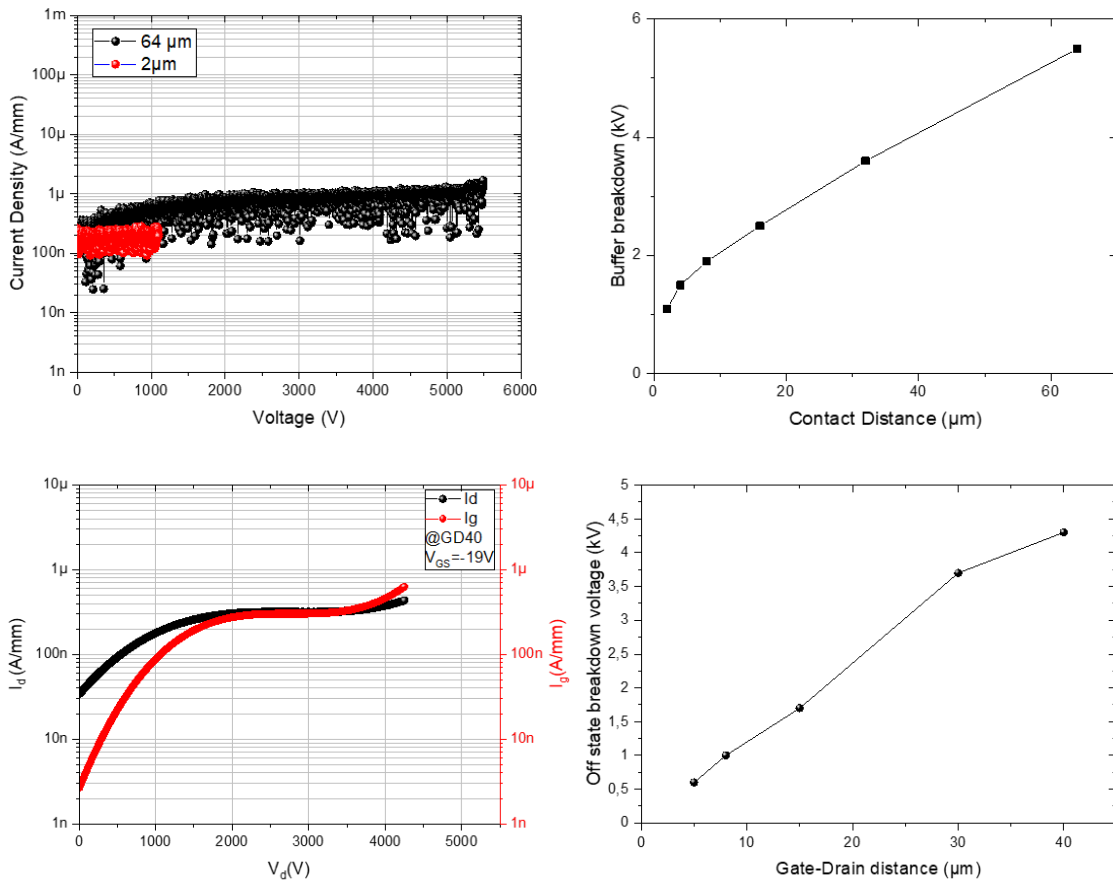 1m
100µ
10µ
1µ
100n
10n
1n
Current Density (A/mm)
64 µm
2µm
0
1000
2000
3000
4000
5000
6000
Voltage (V)
6
4
2
0
Buffer breakdown (kV)
0
20
40
60
Contact Distance (µm)
10µ
1µ
100n
10n
1n
I_d (A/mm)
Id
Ig
@GD40
V_GS=-19V
10µ
1µ
100n
10n
1n
I_g(A/mm)
0
1000
2000
3000
4000
5000
V_d(V)
5
4,5
4
3,5
3
2,5
2
1,5
1
0,5
0
Off state breakdown voltage (kV)
0
10
20
30
40
Gate-Drain distance (µm)